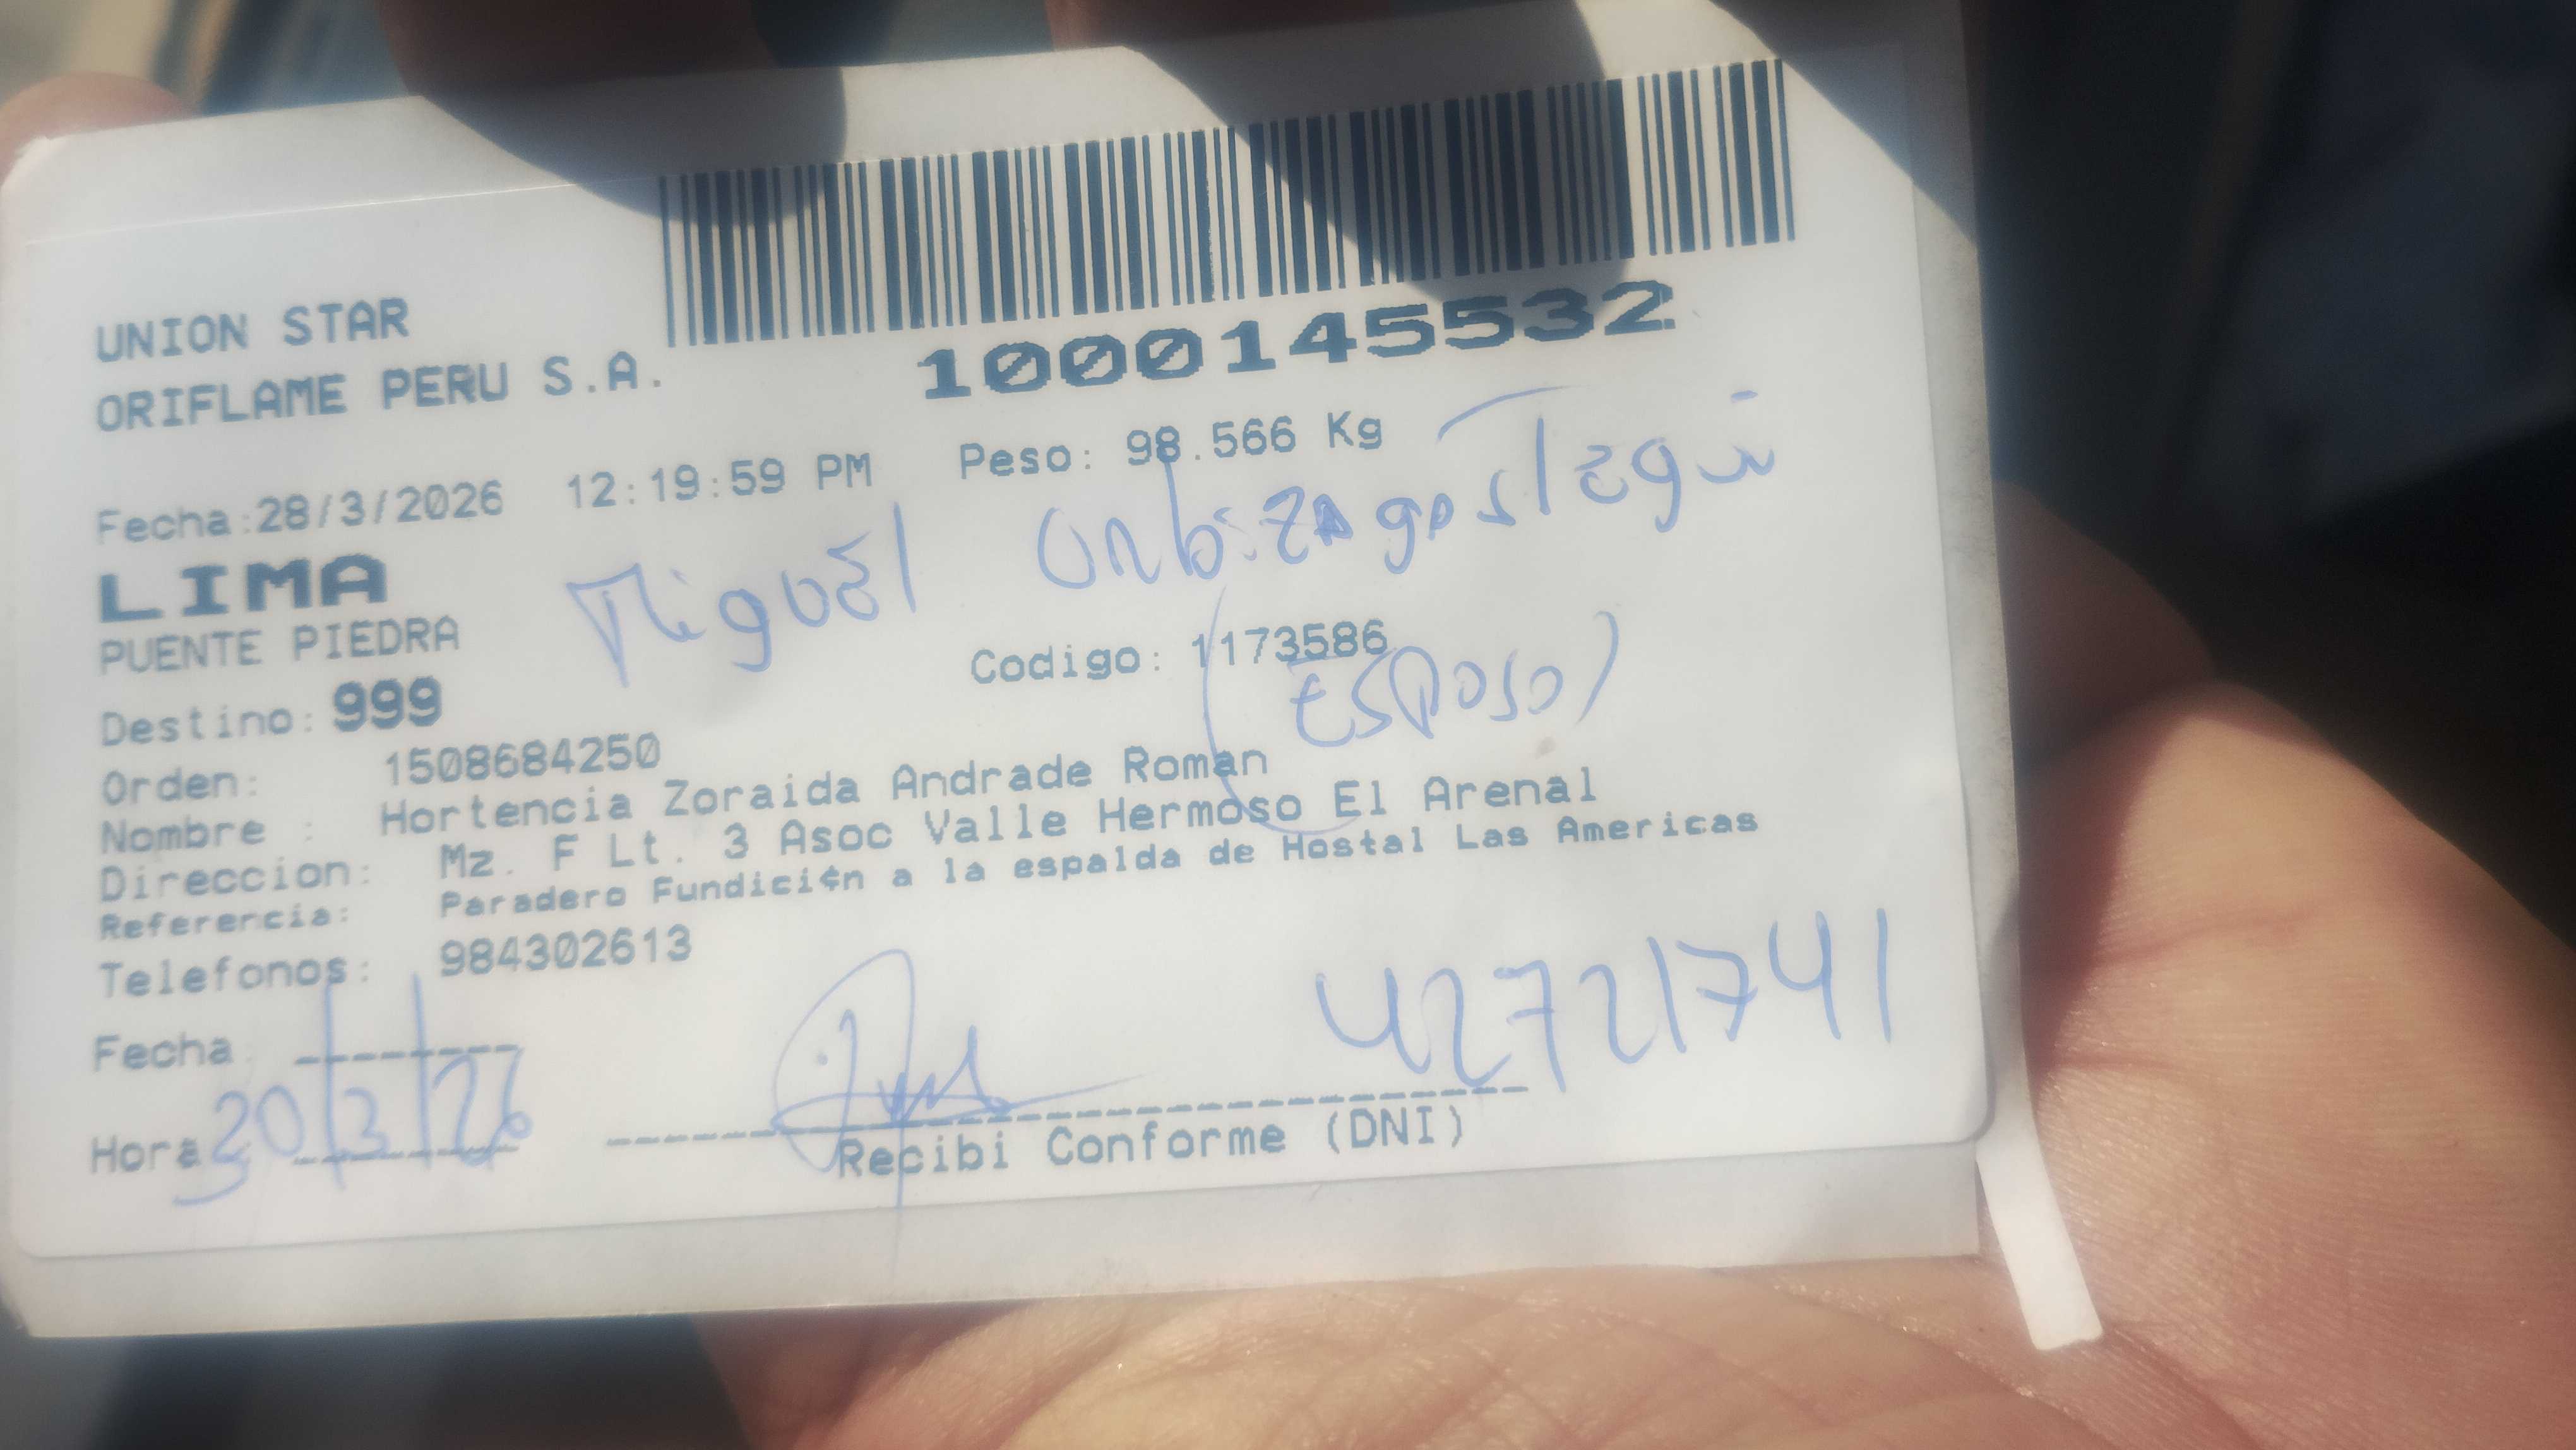 UNION STAR
ORIFLAME PERU S.A.
1000145532
Fecha:28/3/2026 12:19:59 PM Peso: 98.566 Kg
LIMA
Miguel Urbizagastegui
PUENTE PIEDRA
Codigo: 1173586
(Esposo)
Destino: 999
Orden: 1508684250
Nombre : Hortencia Zoraida Andrade Roman
Direccion: Mz. F Lt. 3 Asoc Valle Hermoso El Arenal
Referencia: Paradero Fundici¢n a la espalda de Hostal Las Americas
Telefonos: 984302613
42721741
Fecha
30/3/26
Hora
Recibi Conforme (DNI)